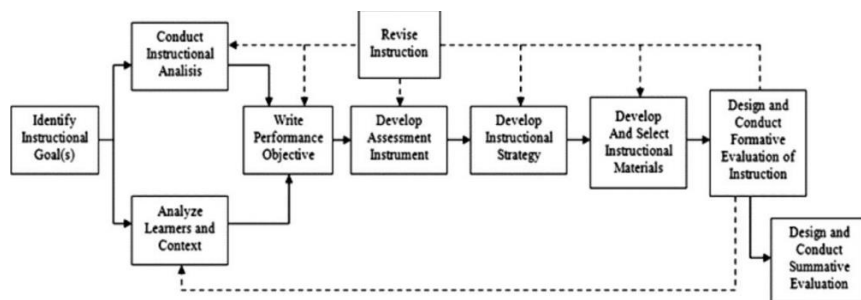 Conduct
Instructional
Analisis
Revise
Instruction
Identify
Instructional
Goal(s)
Write
Performance
Objective
Develop
Assessment
Instrument
Develop
Instructional
Strategy
Develop
And Select
Instructional
Materials
Design and
Conduct
Formative
Evaluation of
Instruction
Analyze
Learners and
Context
Design and
Conduct
Summative
Evaluation